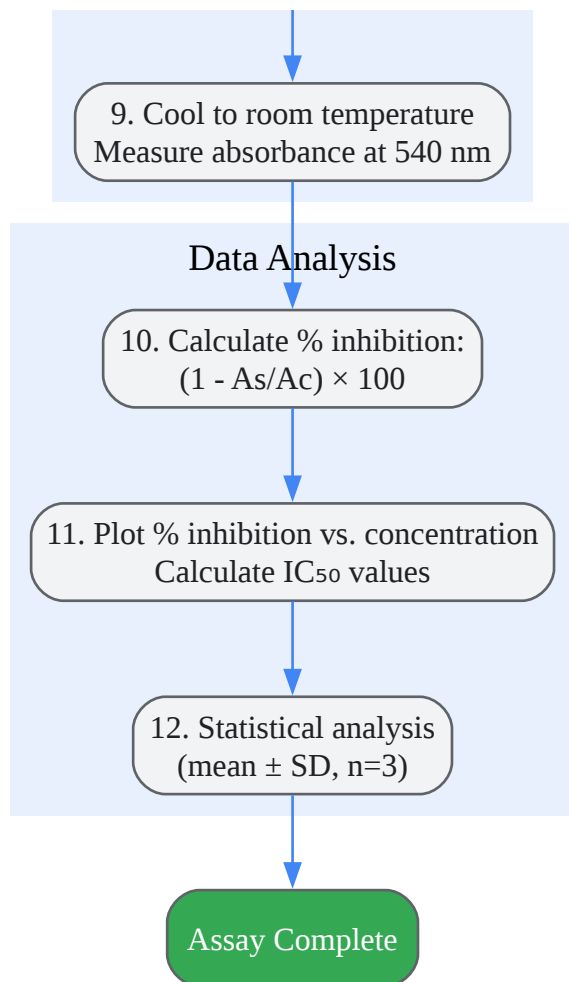 9. Cool to room temperature
Measure absorbance at 540 nm
Data Analysis
10. Calculate % inhibition:
(1 - As/Ac) × 100
11. Plot % inhibition vs. concentration
Calculate IC₅₀ values
12. Statistical analysis
(mean ± SD, n=3)
Assay Complete